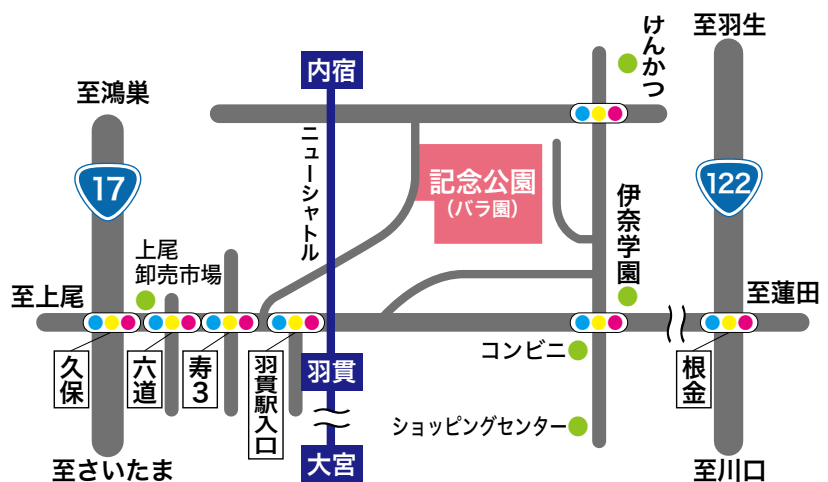 至羽生
けんかつ
内宿
至鴻巣
ニューシャトル
17
記念公園
（バラ園）
122
伊奈学園
上尾
卸売市場
至上尾
至蓮田
久保
六道
寿3
羽貫駅入口
羽貫
コンビニ
根金
ショッピングセンター
至さいたま
大宮
至川口